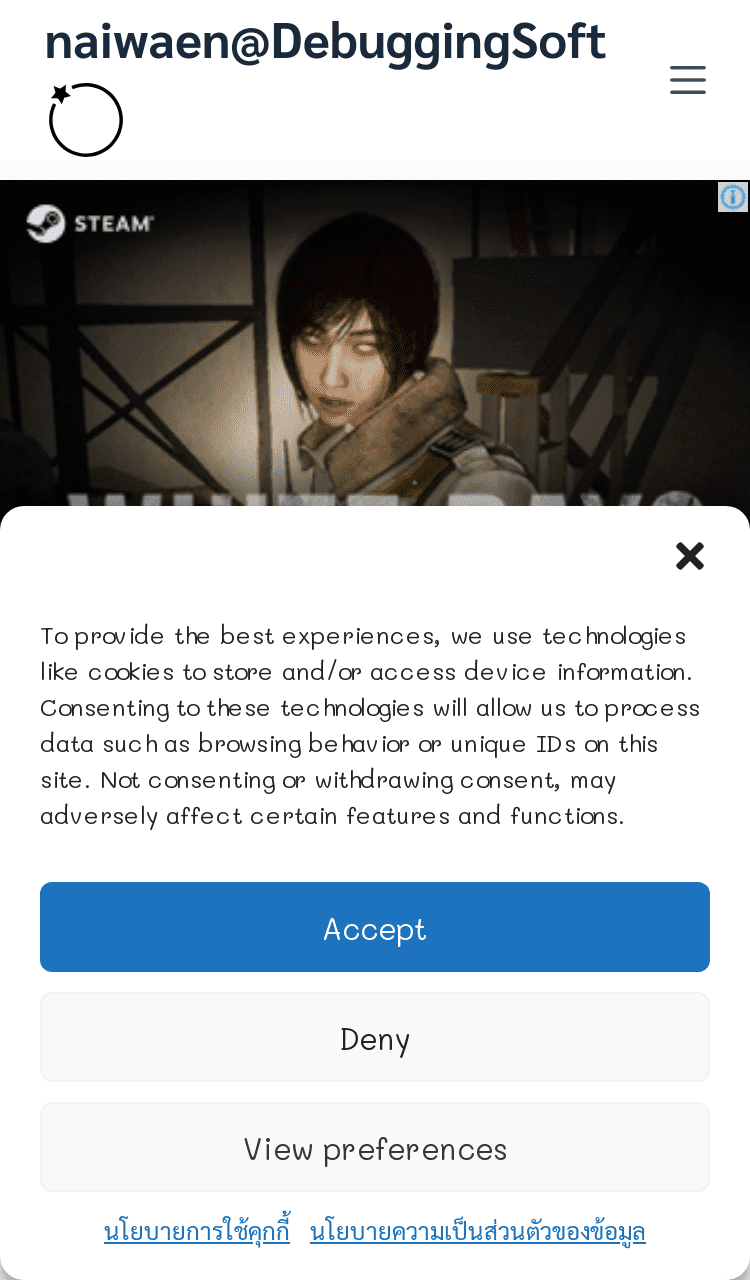 naiwaen@DebuggingSoft
STEAM
To provide the best experiences, we use technologies
like cookies to store and/or access device information.
Consenting to these technologies will allow us to process
data such as browsing behavior or unique IDs on this
site. Not consenting or withdrawing consent, may
adversely affect certain features and functions.
Accept
Deny
View preferences
นโยบายการใช้คุกกี้ นโยบายความเป็นส่วนตัวของข้อมูล